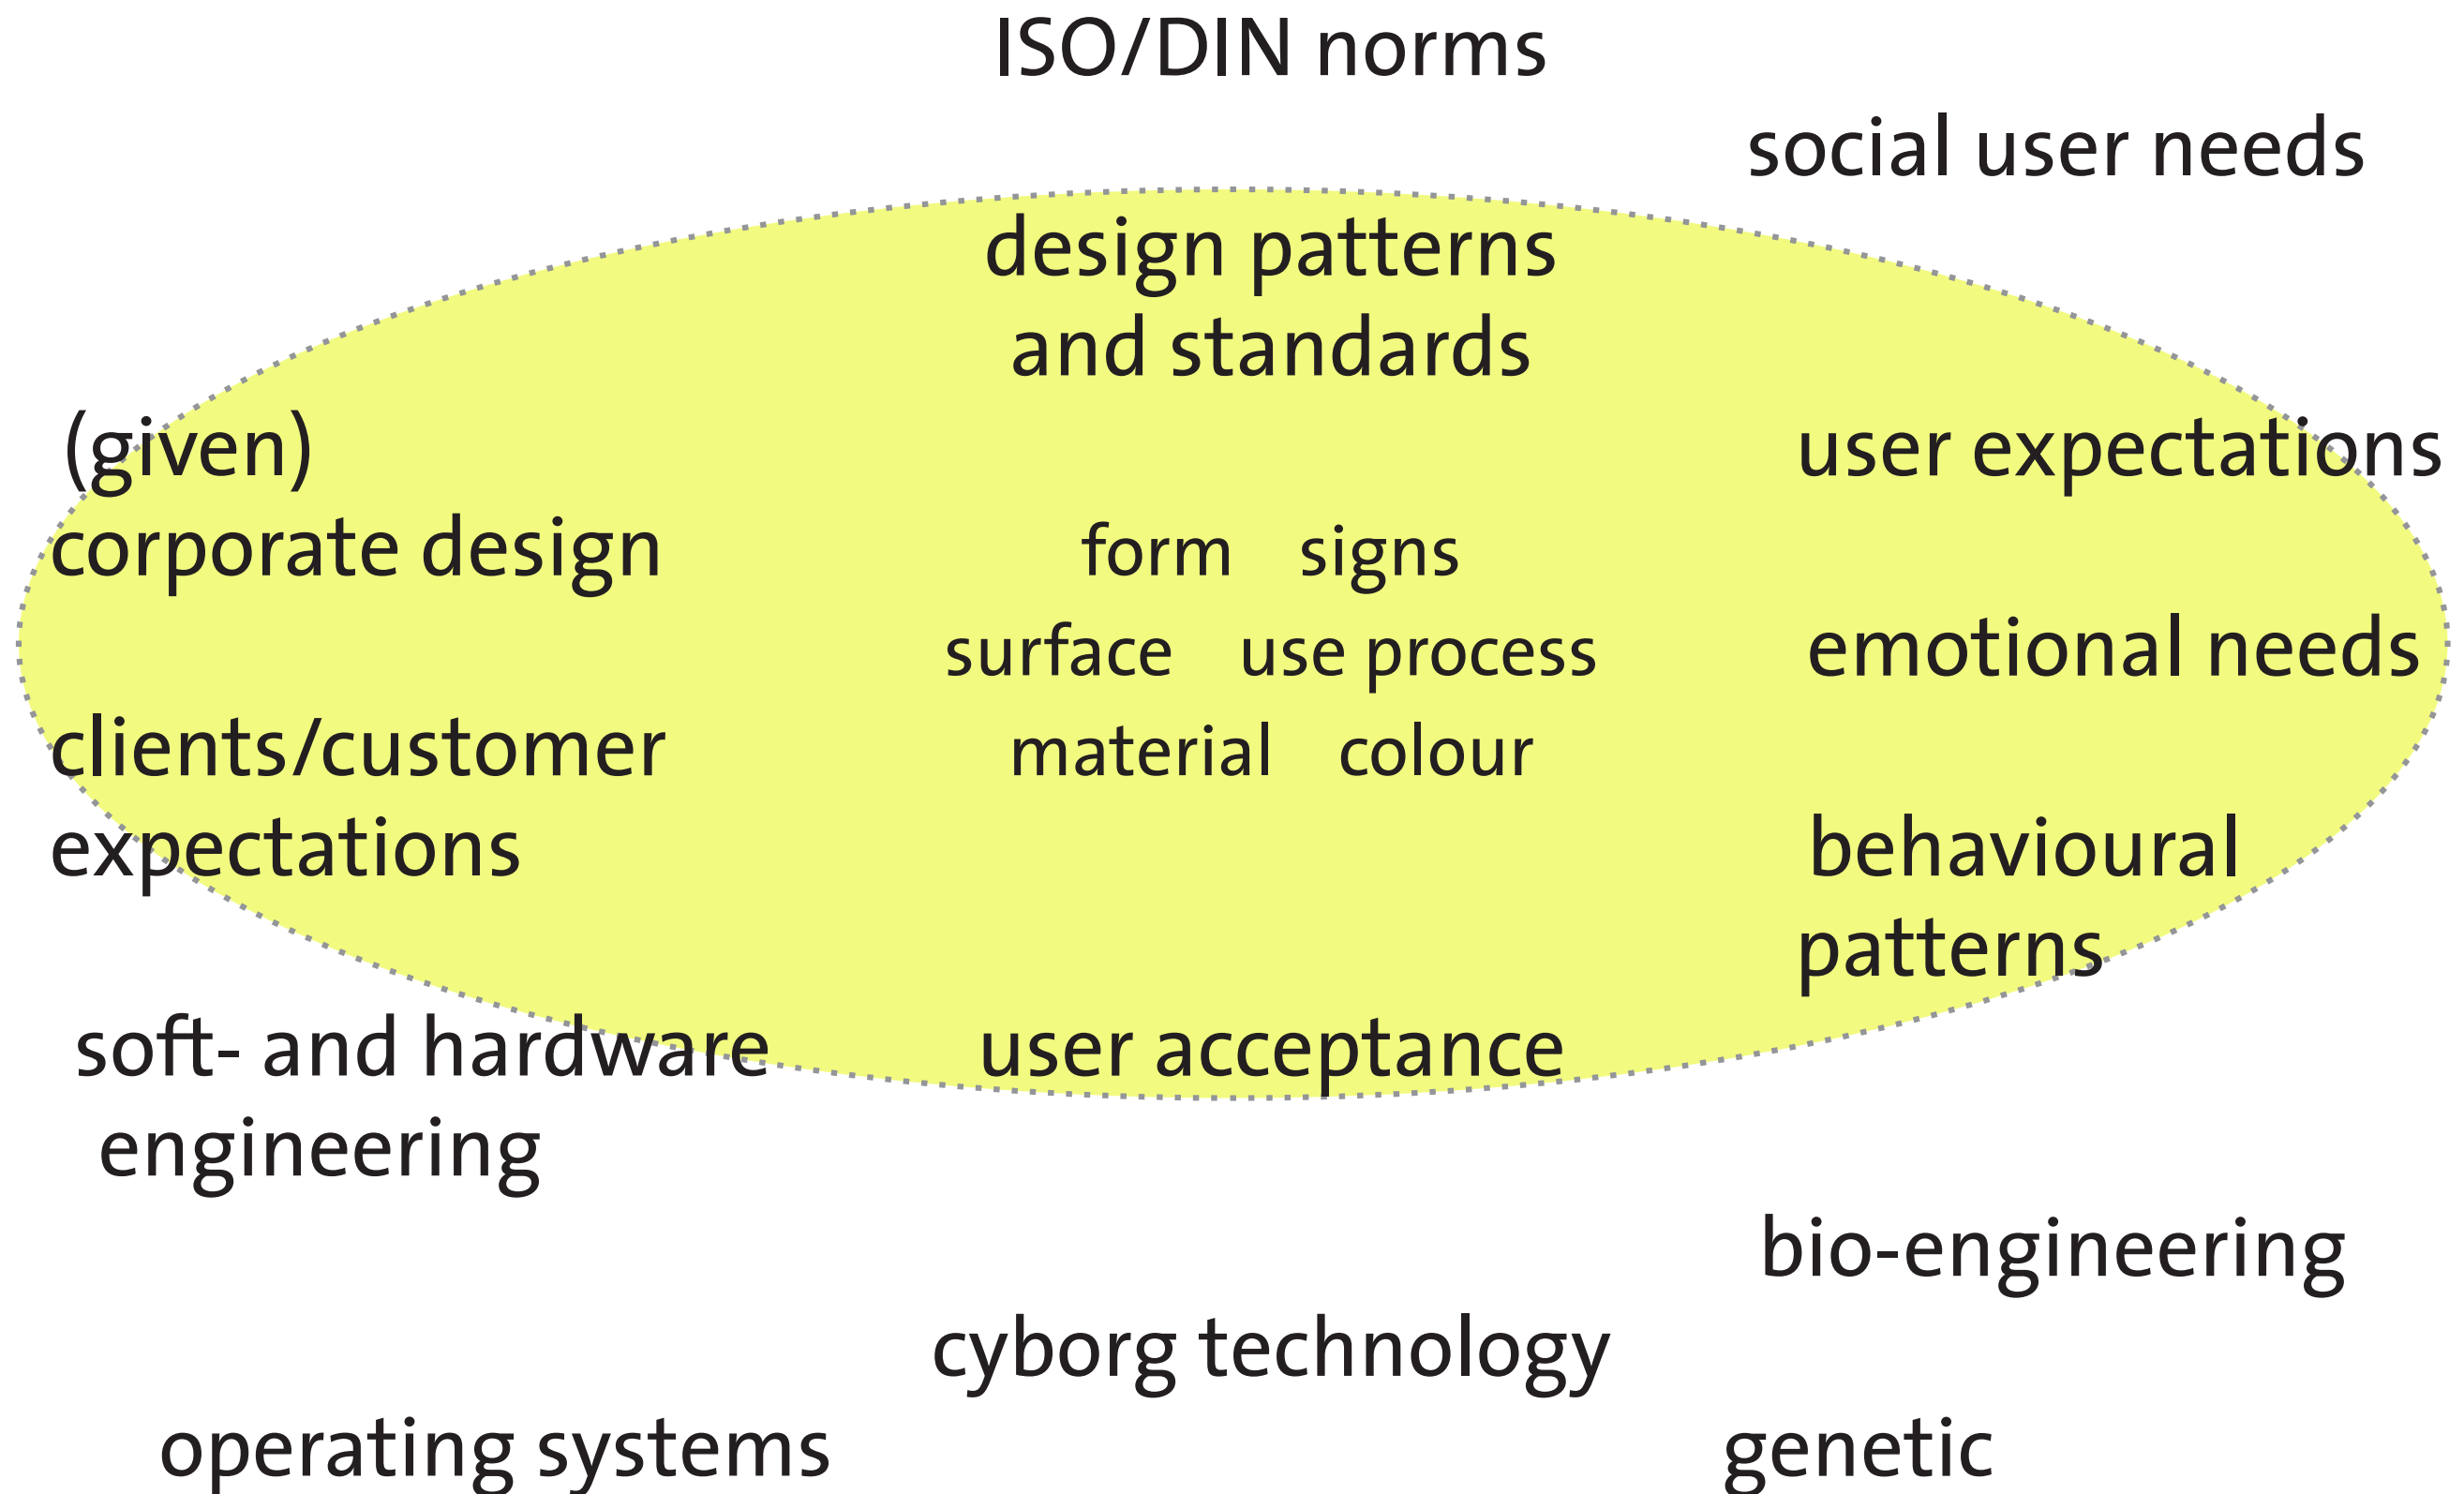 ISO/DIN norms
social user needs
design patterns
and standards
(given)
corporate design
user expectations
form signs
surface use process
material colour
emotional needs
clients/customer
expectations
behavioural
patterns
soft- and hardware
engineering
user acceptance
bio-engineering
cyborg technology
operating systems
genetic